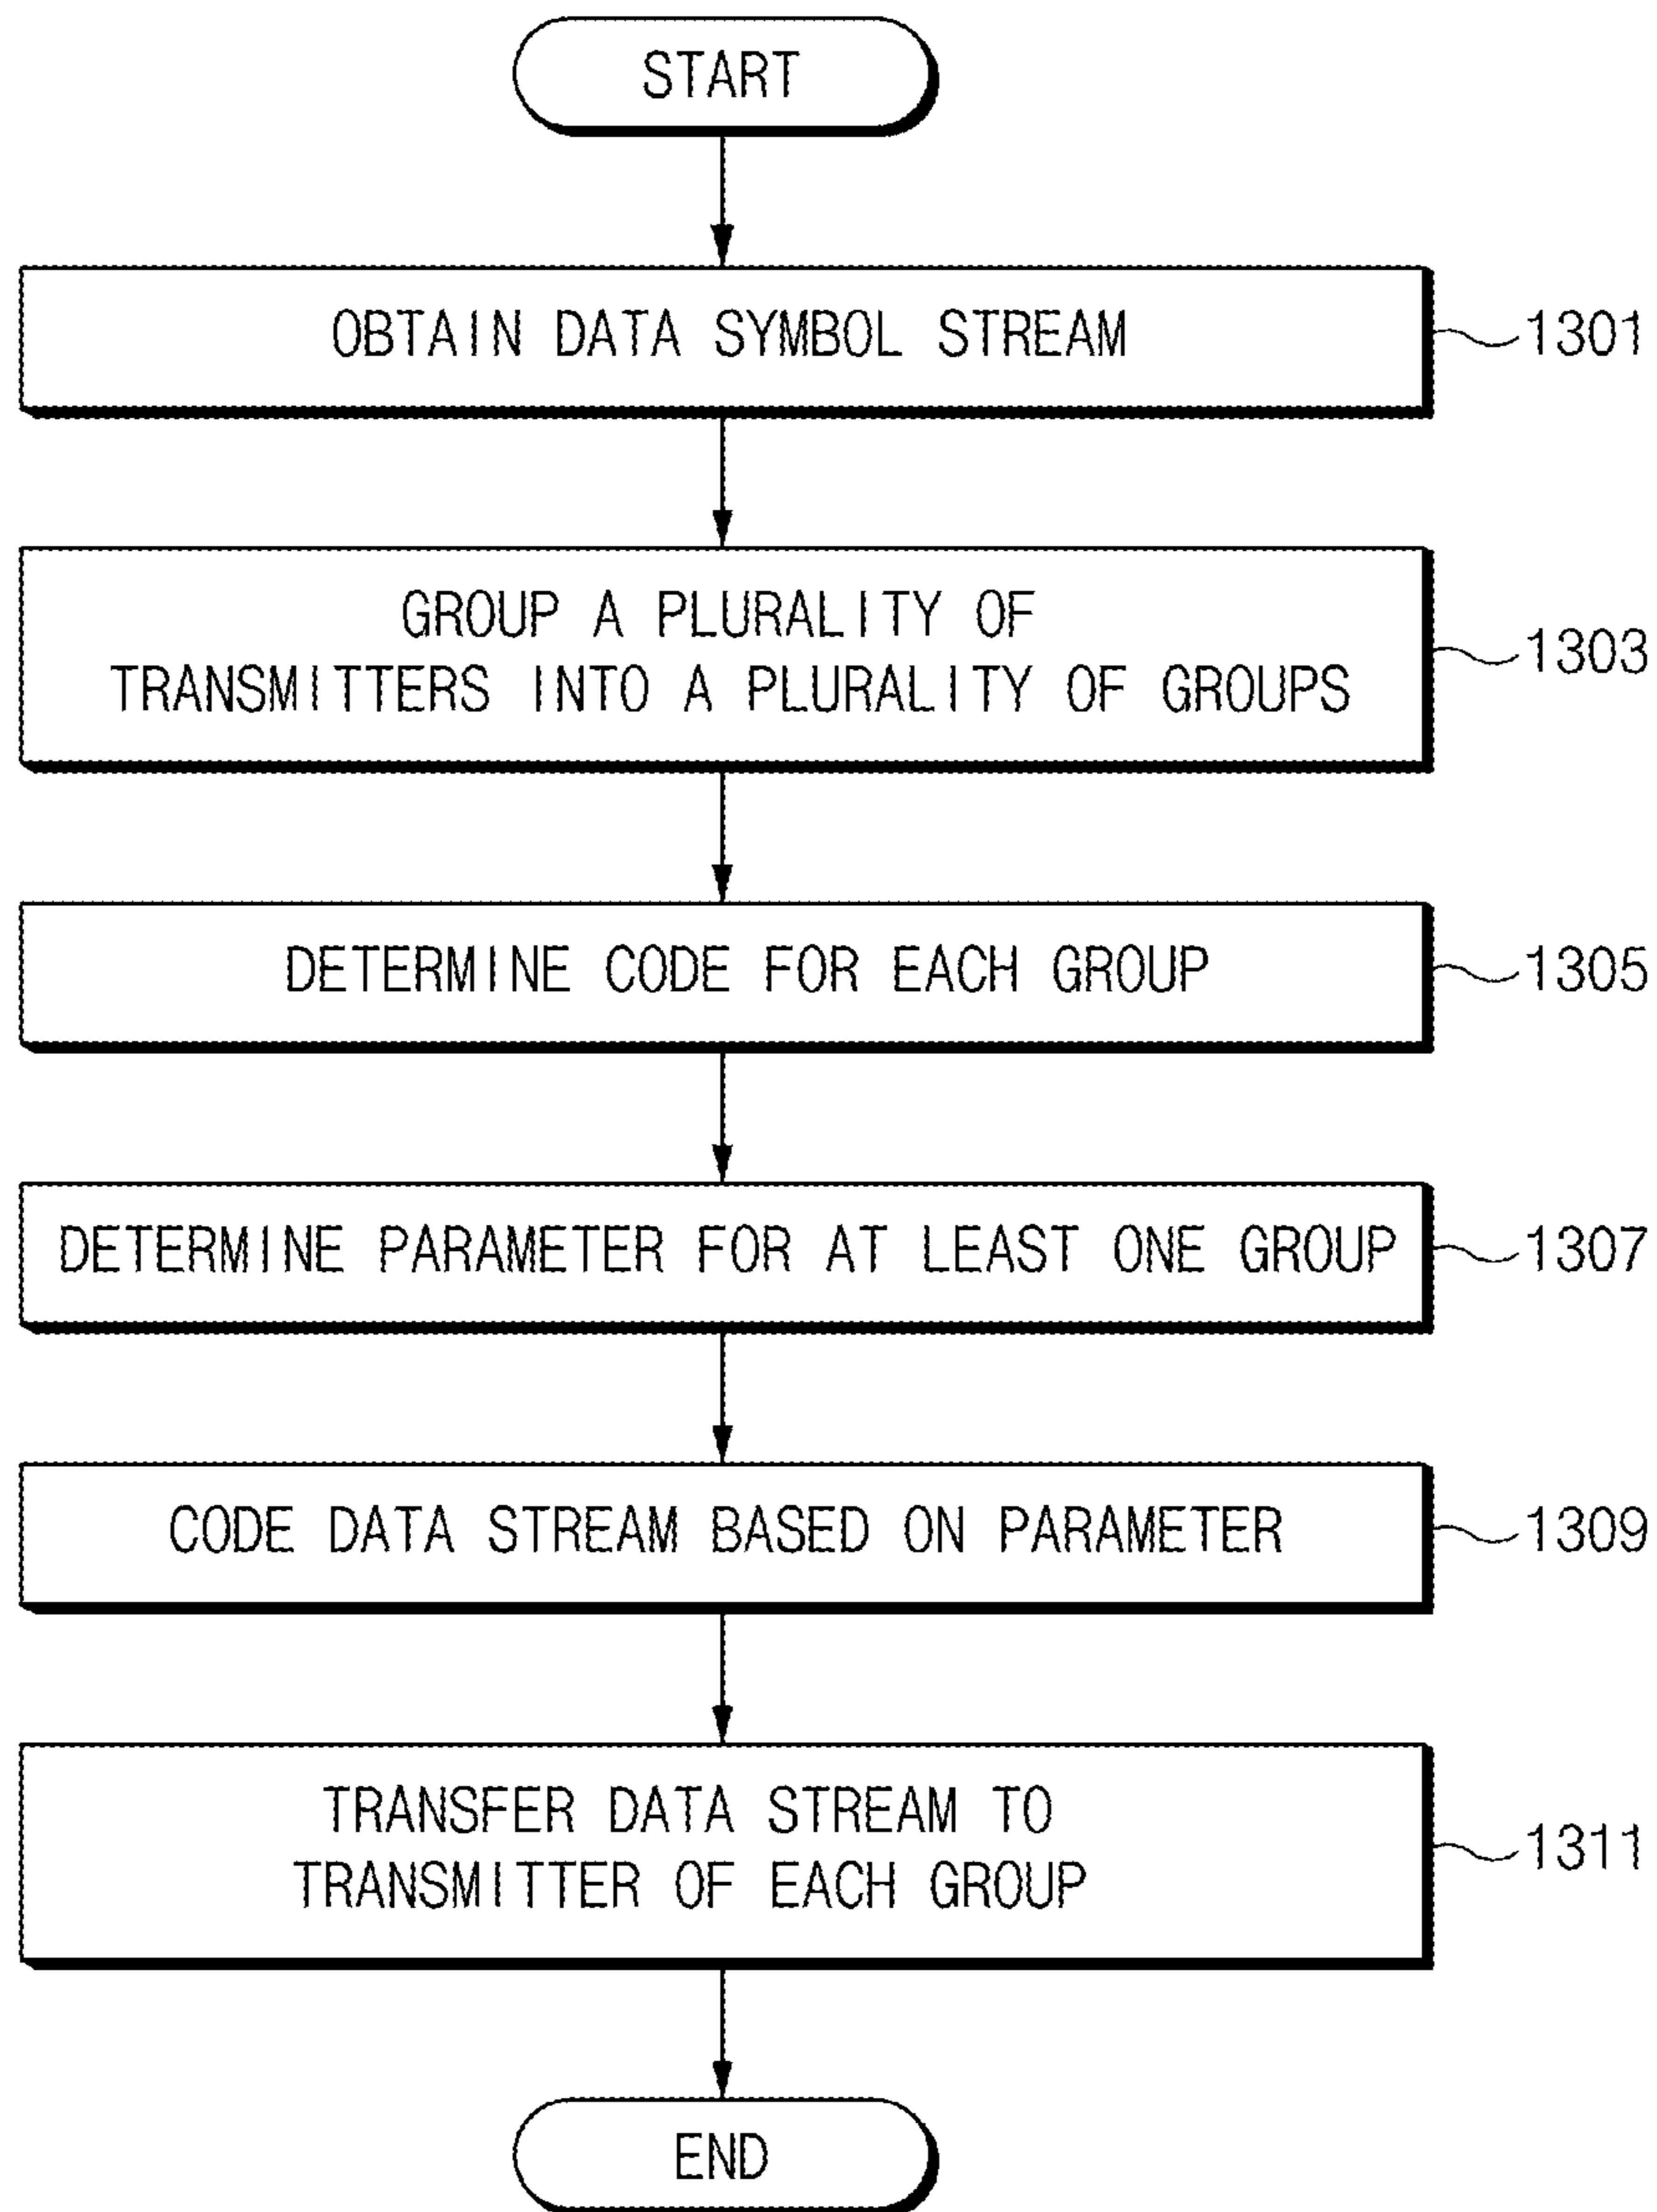 START
OBTAIN DATA SYMBOL STREAM
1301
GROUP A PLURALITY OF
TRANSMITTERS INTO A PLURALITY OF GROUPS
1303
DETERMINE CODE FOR EACH GROUP
1305
DETERMINE PARAMETER FOR AT LEAST ONE GROUP
1307
CODE DATA STREAM BASED ON PARAMETER
1309
TRANSFER DATA STREAM TO
TRANSMITTER OF EACH GROUP
1311
END